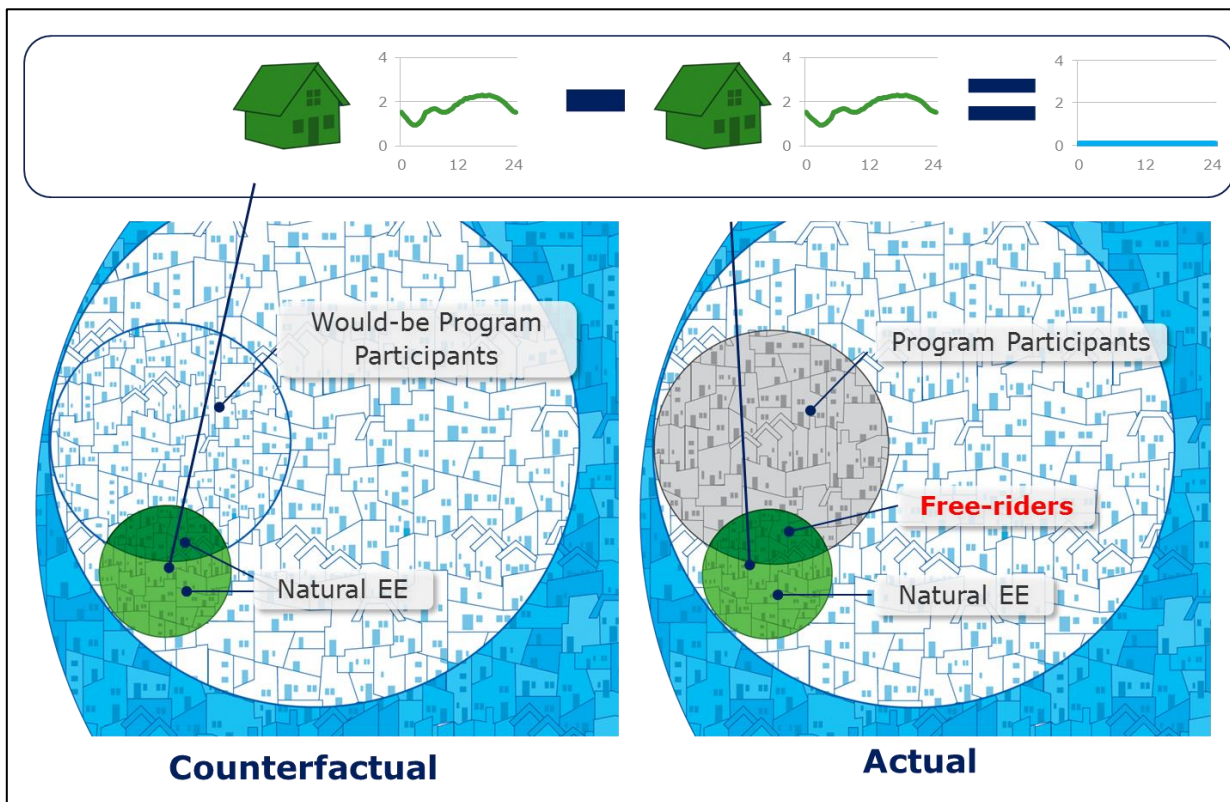 4
2
0
0
12
24
4
2
0
0
12
24
4
2
0
0
12
24
Would-be Program
Participants
Natural EE
Counterfactual
Program Participants
Free-riders
Natural EE
Actual